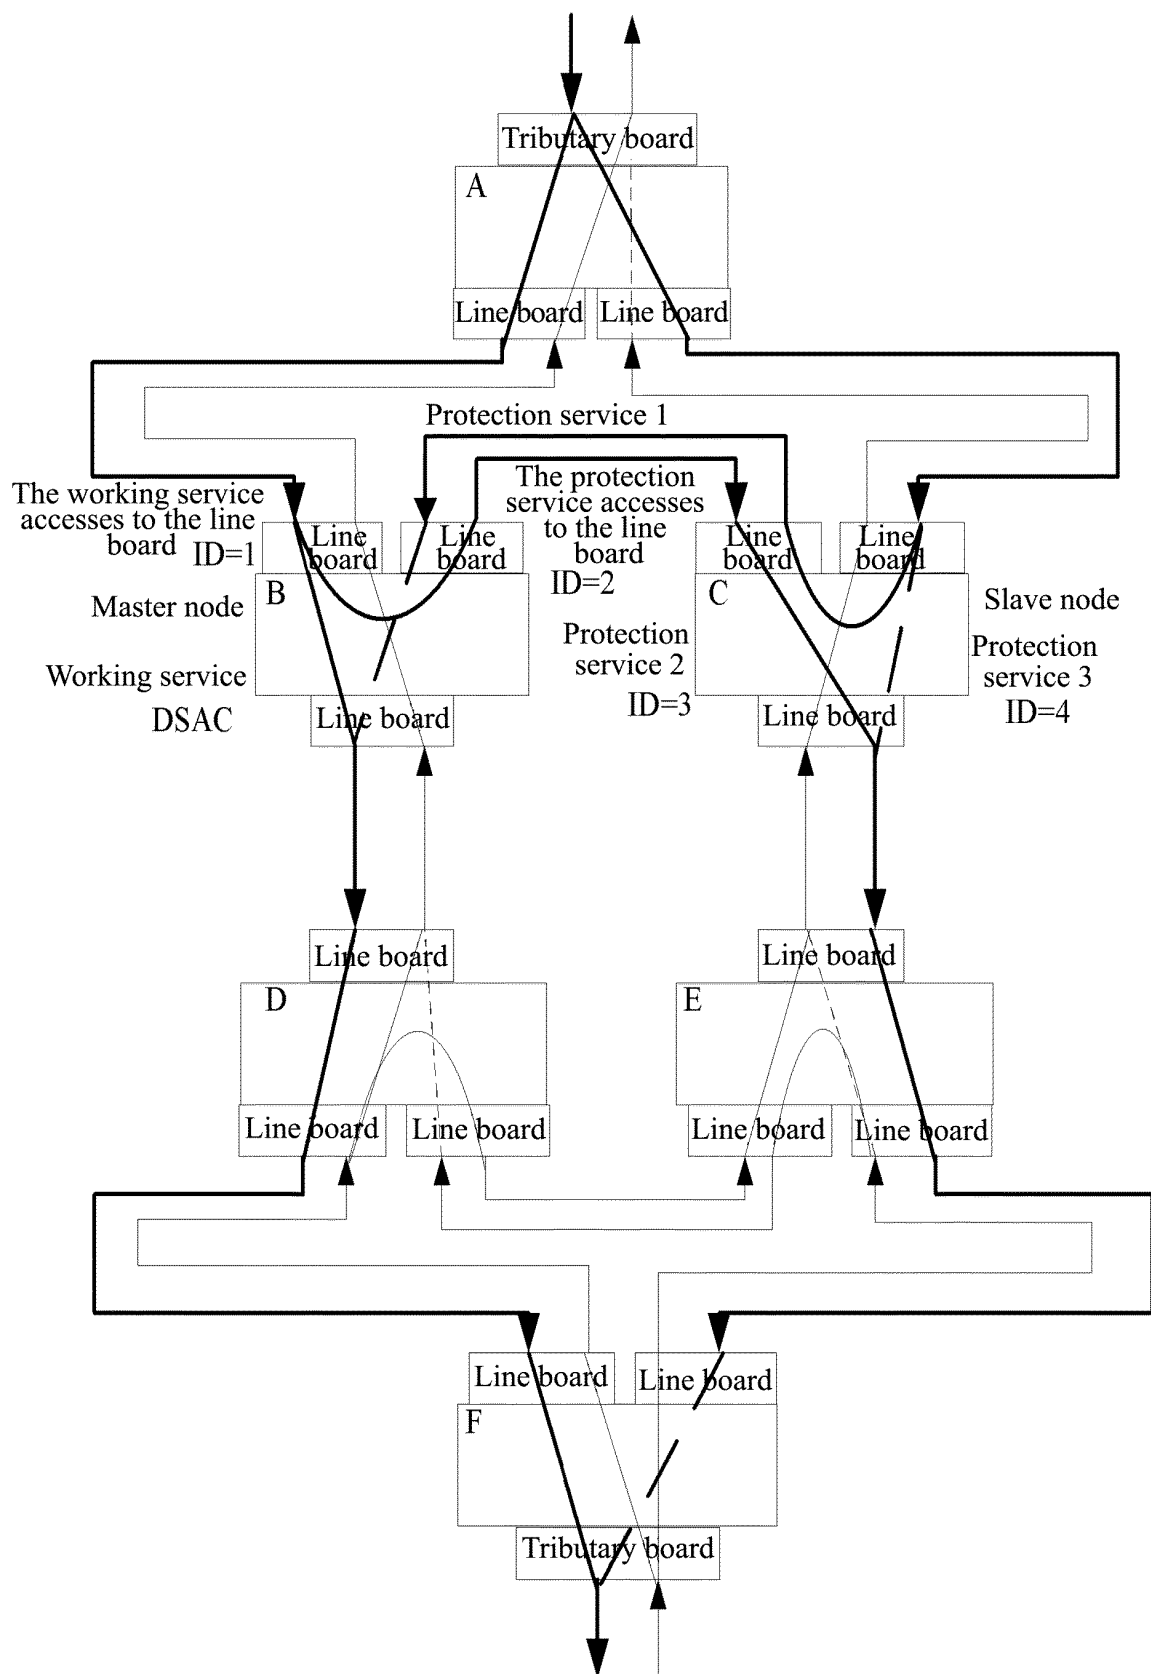 Tributary board
A
Line board
Line board
Protection service 1
The working service
accesses to the line
board
ID=1
The protection
service accesses
to the line
board
ID=2
Line
board
Line
board
Line
board
Line
board
B
C
Master node
Slave node
Protection
service 2
ID=3
Protection
service 3
ID=4
Working service
DSAC
Line board
Line board
Line board
Line board
D
E
Line board
Line board
Line board
Line board
Line board
Line board
F
Tributary board